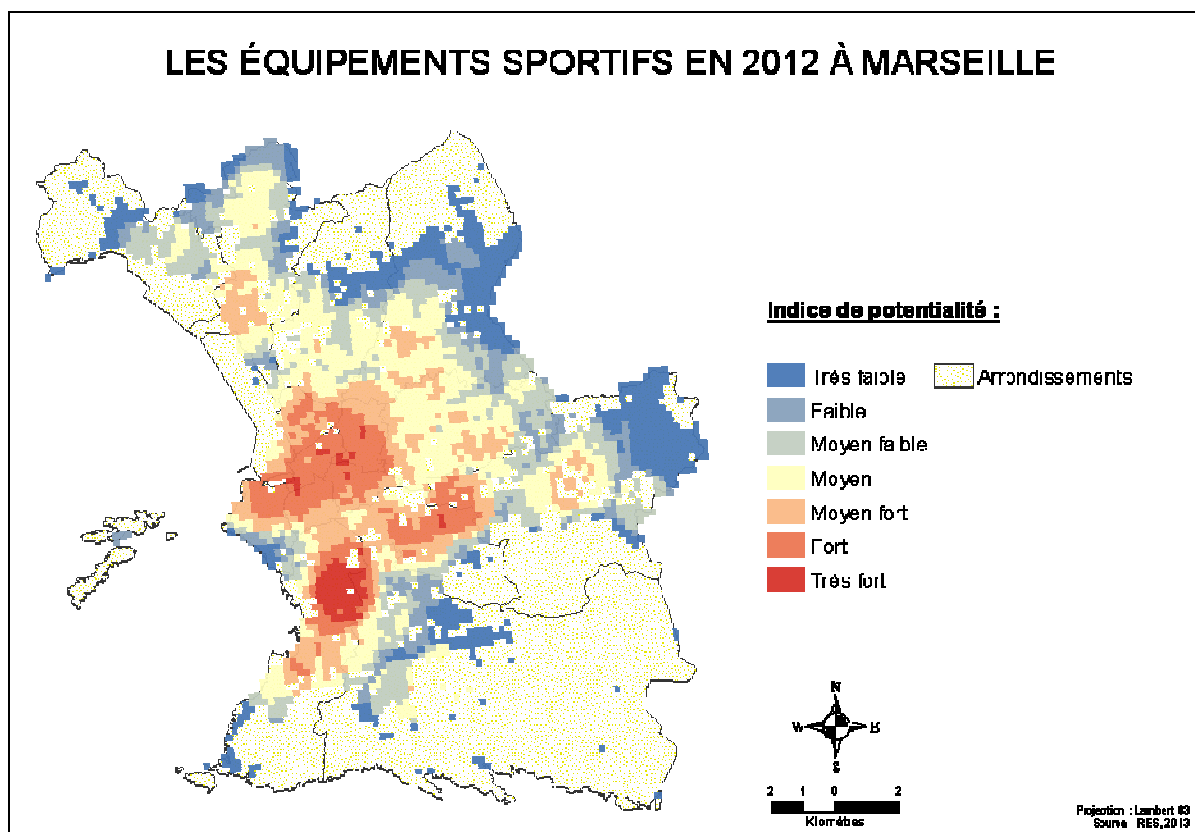 LES ÉQUIPEMENTS SPORTIFS EN 2012 À MARSEILLE
Indice de potentialité :
Très faible
Arrondissements
Faible
Moyen faible
Moyen
Moyen fort
Fort
Très fort
N
W E
S
2 1 0 2
Kilomètres
Projection : Lambert 93
Source : RES, 2013